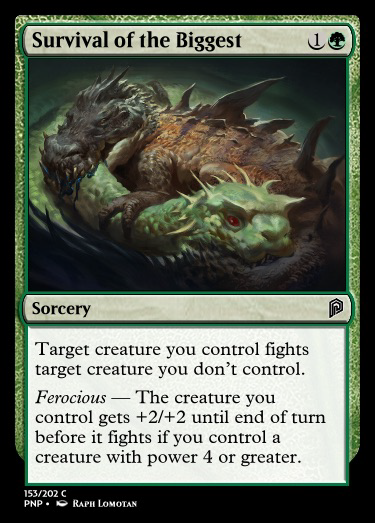 Survival of the Biggest 1
Sorcery
Target creature you control fights
target creature you don't control.
Ferocious — The creature you
control gets +2/+2 until end of turn
before it fights if you control a
creature with power 4 or greater.
153/202 C
PNP • Raph Lomotan